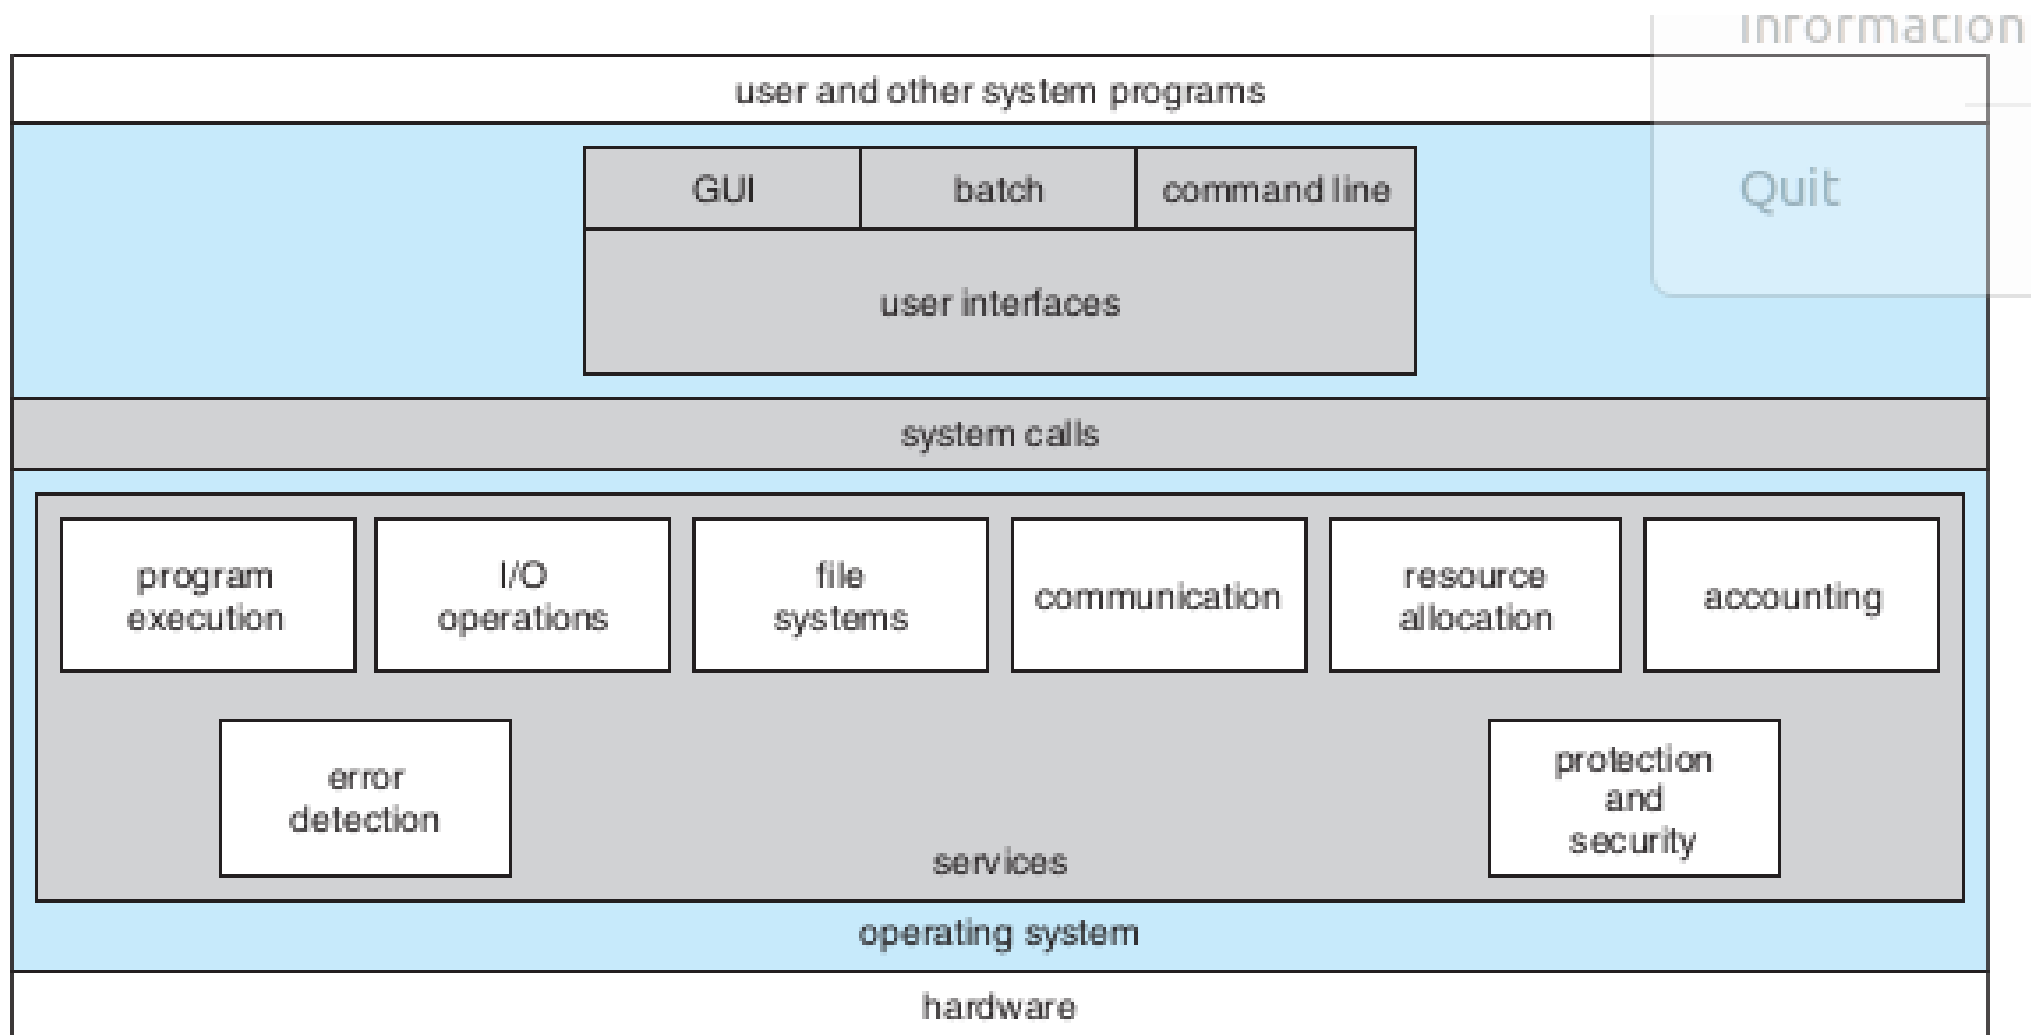 Information
user and other system programs
GUI
batch
command line
Quit
user interfaces
system calls
program
execution
I/O
operations
file
systems
communication
resource
allocation
accounting
error
detection
protection
and
security
services
operating system
hardware